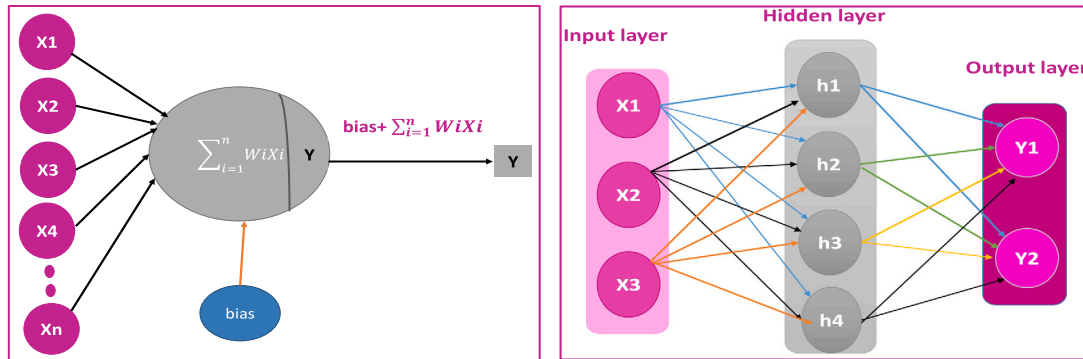 X1
X2
X3
X4
Xn
∑ⁿᵢ₌₁ WiXi
Y
bias
bias+ ∑ⁿᵢ₌₁ WiXi
Y
Input layer
Hidden layer
Output layer
X1
X2
X3
h1
h2
h3
h4
Y1
Y2